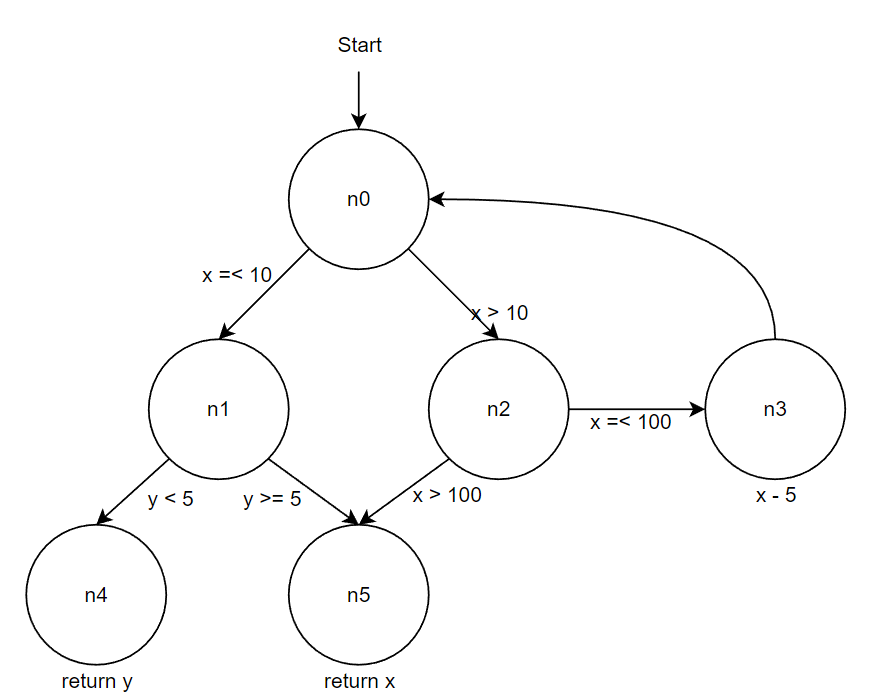 Start
n0
x =< 10
x > 10
n1
n2
x =< 100
n3
y < 5
y >= 5
x > 100
x - 5
n4
n5
return y
return x